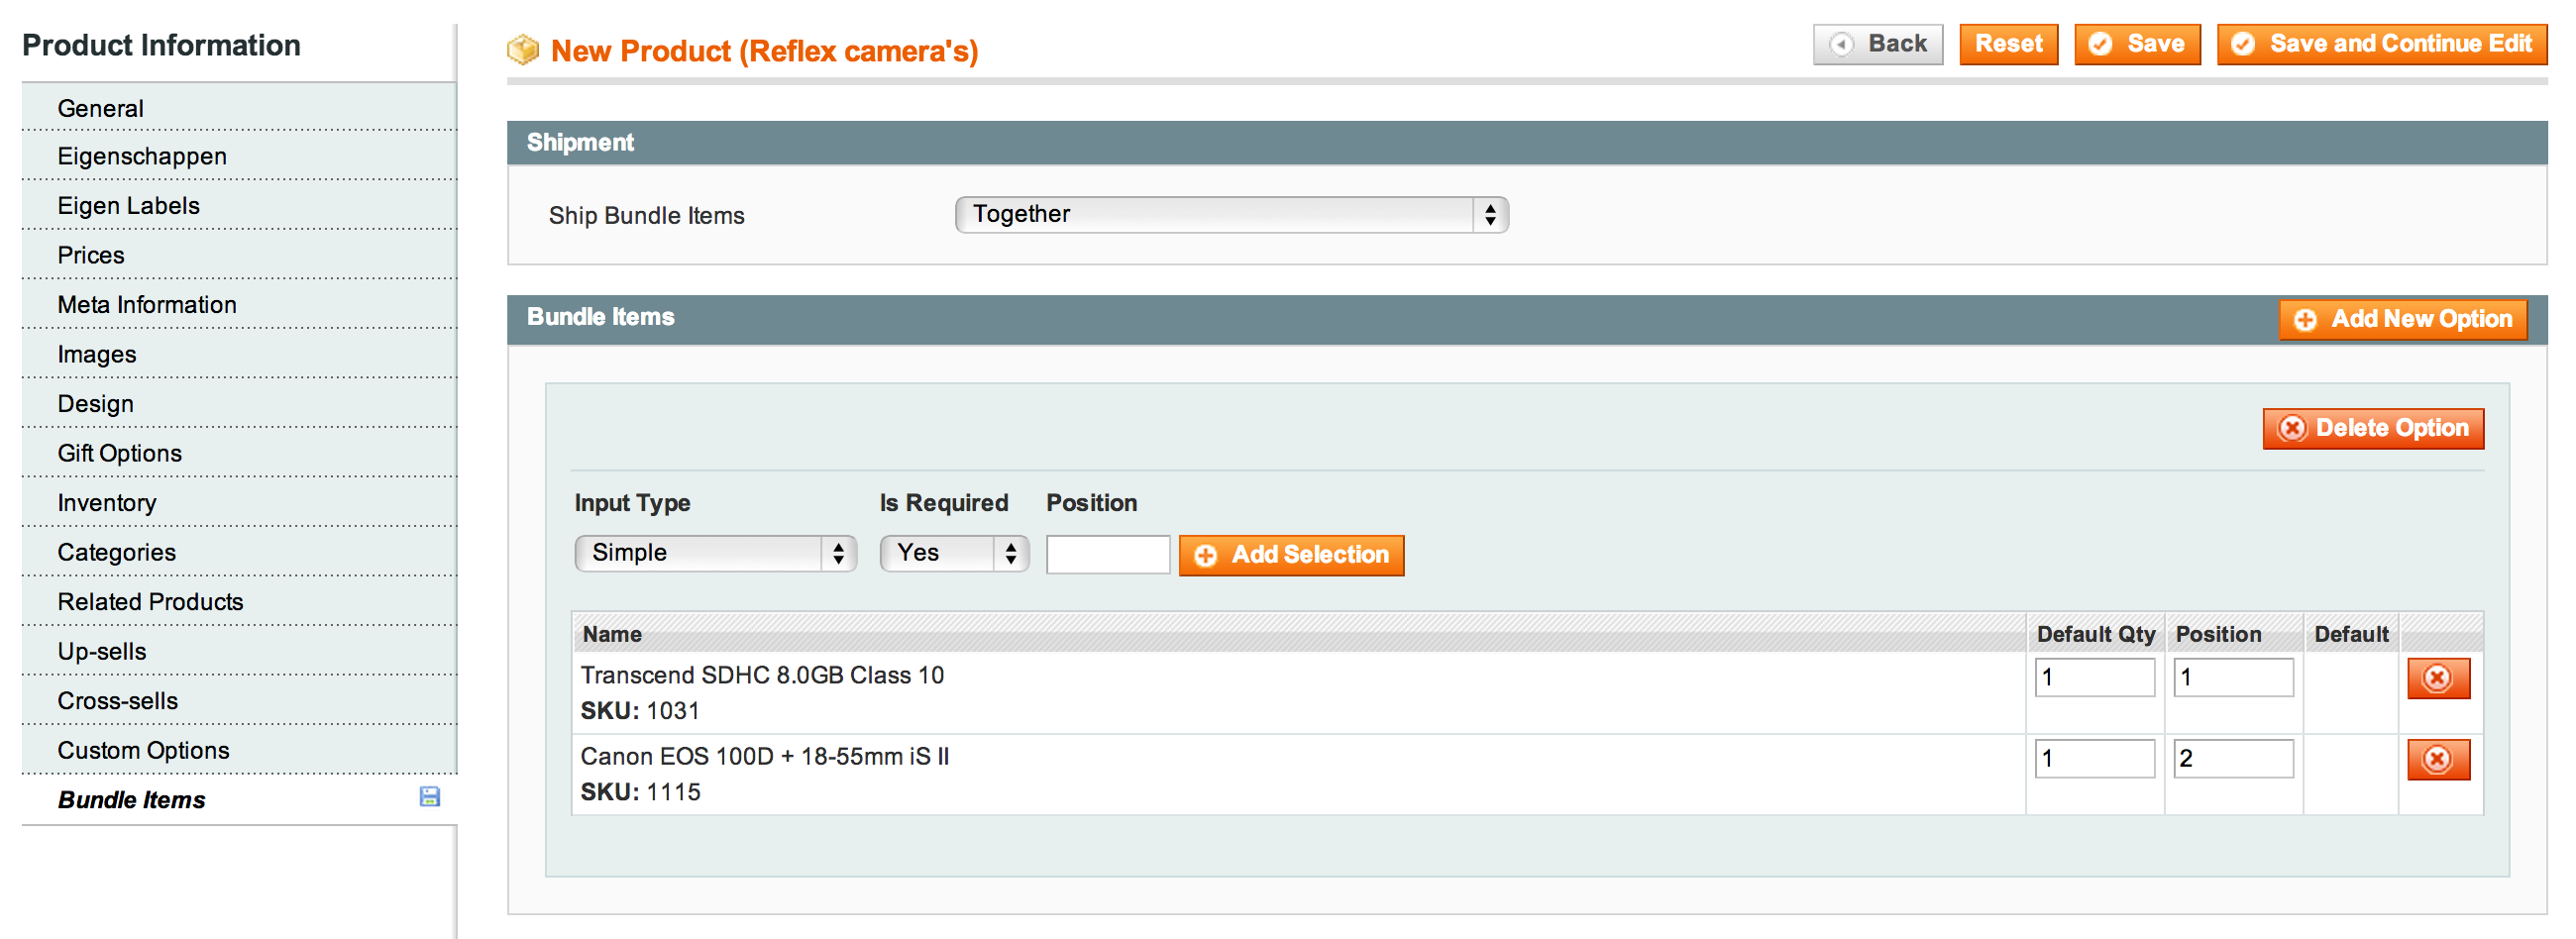 Product Information
General
Eigenschappen
Eigen Labels
Prices
Meta Information
Images
Design
Gift Options
Inventory
Categories
Related Products
Up-sells
Cross-sells
Custom Options
Bundle Items
New Product (Reflex camera's)
Back Reset Save Save and Continue Edit
Shipment
Ship Bundle Items Together
Bundle Items Add New Option
Delete Option
Input Type Is Required Position
Simple Yes Add Selection
Name Default Qty Position Default
Transcend SDHC 8.0GB Class 10 1 1
SKU: 1031
Canon EOS 100D + 18-55mm iS II 1 2
SKU: 1115